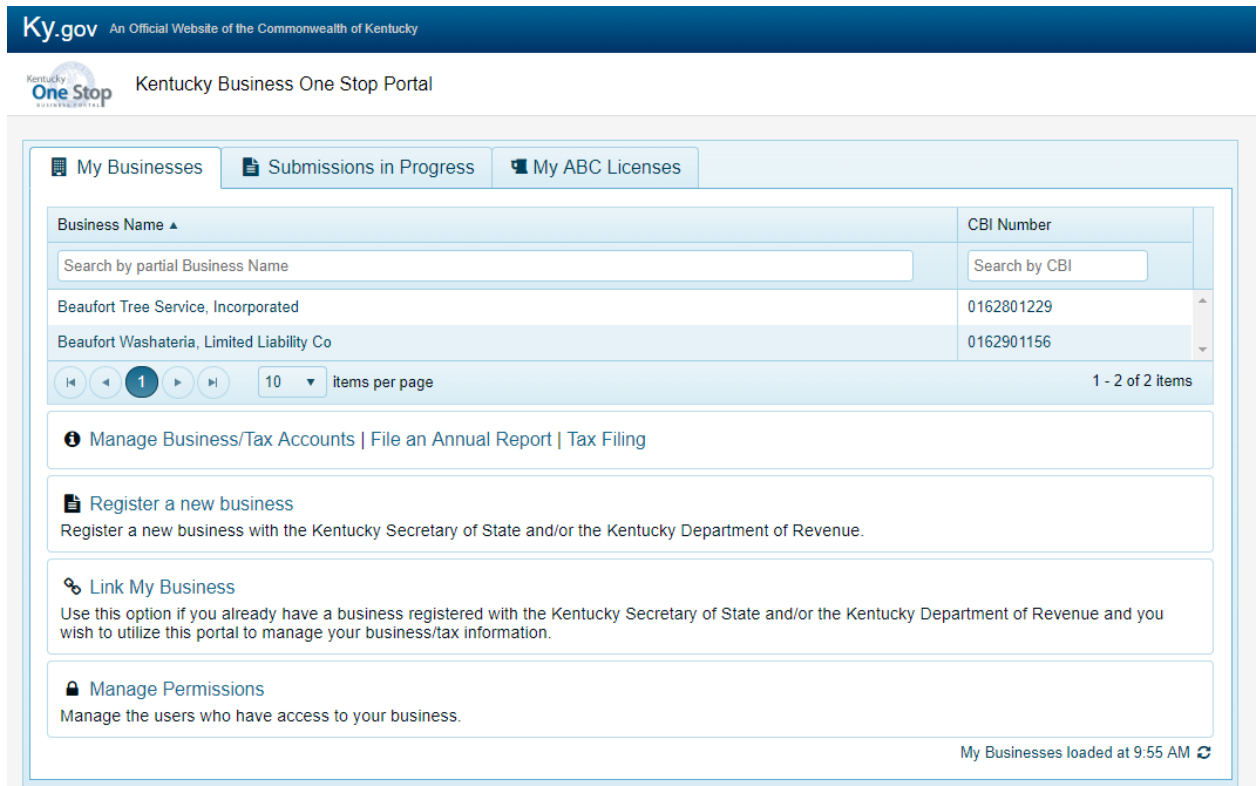 Ky.gov An Official Website of the Commonwealth of Kentucky
Kentucky
One Stop
BUSINESS PORTAL
Kentucky Business One Stop Portal
My Businesses
Submissions in Progress
My ABC Licenses
Business Name ▲
CBI Number
Search by partial Business Name
Search by CBI
Beaufort Tree Service, Incorporated
0162801229
Beaufort Washateria, Limited Liability Co
0162901156
1
10
items per page
1 - 2 of 2 items
Manage Business/Tax Accounts | File an Annual Report | Tax Filing
Register a new business
Register a new business with the Kentucky Secretary of State and/or the Kentucky Department of Revenue.
Link My Business
Use this option if you already have a business registered with the Kentucky Secretary of State and/or the Kentucky Department of Revenue and you
wish to utilize this portal to manage your business/tax information.
Manage Permissions
Manage the users who have access to your business.
My Businesses loaded at 9:55 AM